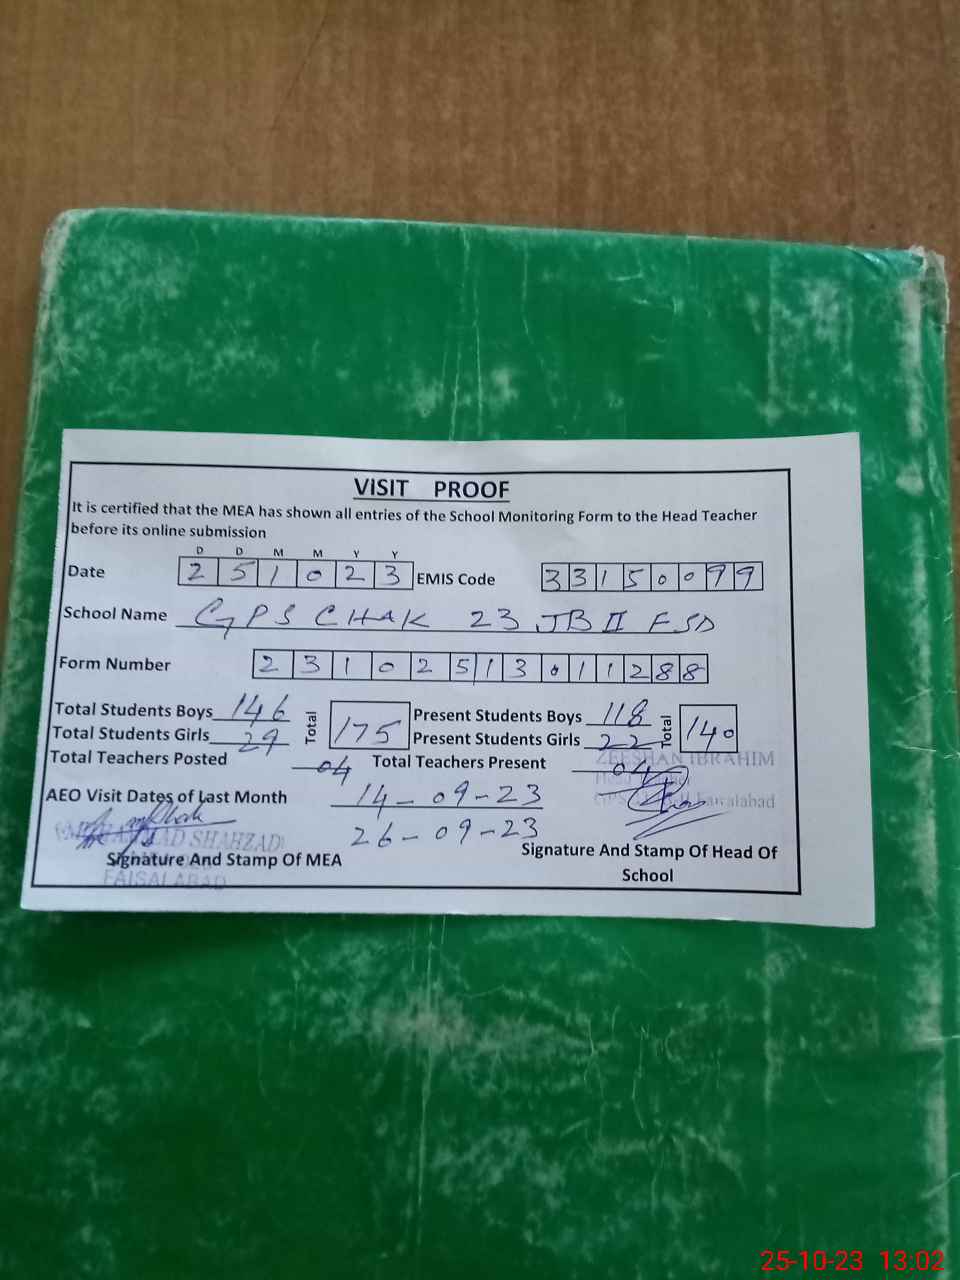 VISIT PROOF
It is certified that the MEA has shown all entries of the School Monitoring Form to the Head Teacher
before its online submission
D D M M Y Y
Date 2 5 1 0 2 3 EMIS Code 3 3 1 5 0 0 9 9
School Name GPS CHAK 23 JB II FSD
Form Number 2 3 1 0 2 5 1 3 0 1 1 2 8 8
Total Students Boys 146 Total 175 Present Students Boys 118 Total 140
Total Students Girls 29 Present Students Girls 22
Total Teachers Posted 04 Total Teachers Present 04
ZEESHAN IBRAHIM
AEO Visit Dates of Last Month 14-09-23
Faisalabad
26-09-23
SHAHZAD
Signature And Stamp Of MEA
FAISALABAD
Signature And Stamp Of Head Of
School
25-10-23 13:02